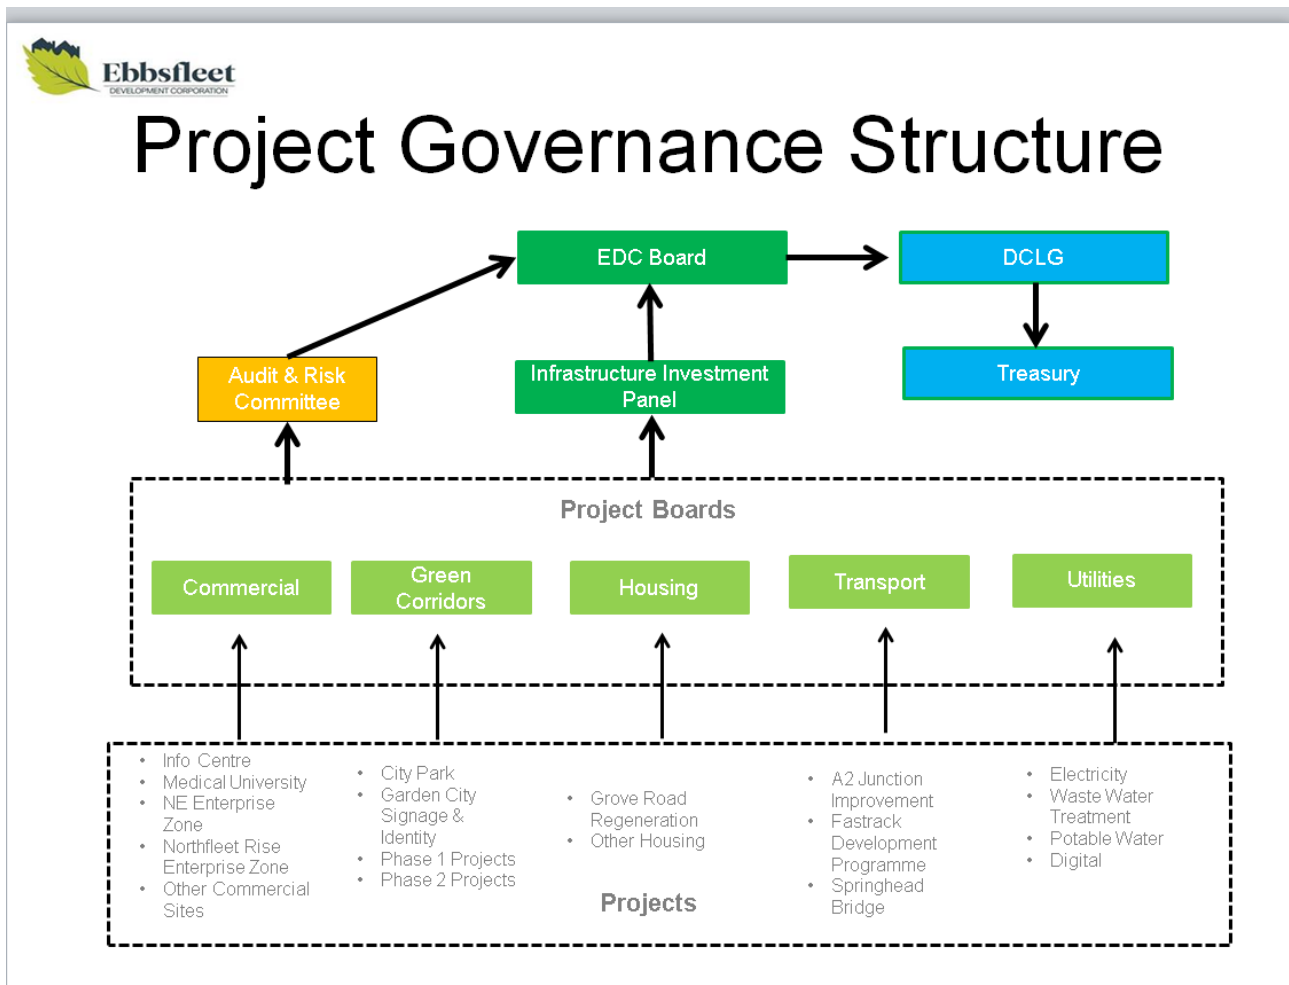 Ebbsfleet
DEVELOPMENT CORPORATION
Project Governance Structure
EDC Board
DCLG
Audit & Risk
Committee
Infrastructure Investment
Panel
Treasury
Project Boards
Commercial
Green
Corridors
Housing
Transport
Utilities
• Info Centre
• Medical University
• NE Enterprise
Zone
• Northfleet Rise
Enterprise Zone
• Other Commercial
Sites
• City Park
• Garden City
Signage &
Identity
• Phase 1 Projects
• Phase 2 Projects
• Grove Road
Regeneration
• Other Housing
• A2 Junction
Improvement
• Fastrack
Development
Programme
• Springhead
Bridge
• Electricity
• Waste Water
Treatment
• Potable Water
• Digital
Projects